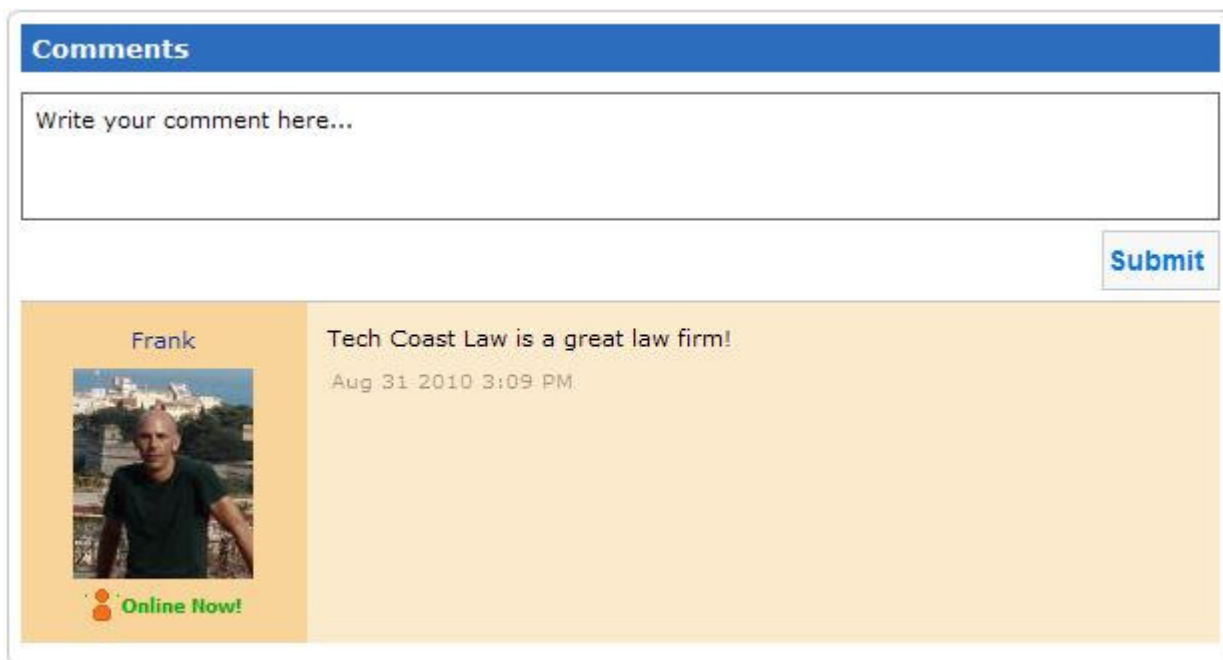 Comments
Write your comment here...
Submit
Frank
Tech Coast Law is a great law firm!
Aug 31 2010 3:09 PM
Online Now!